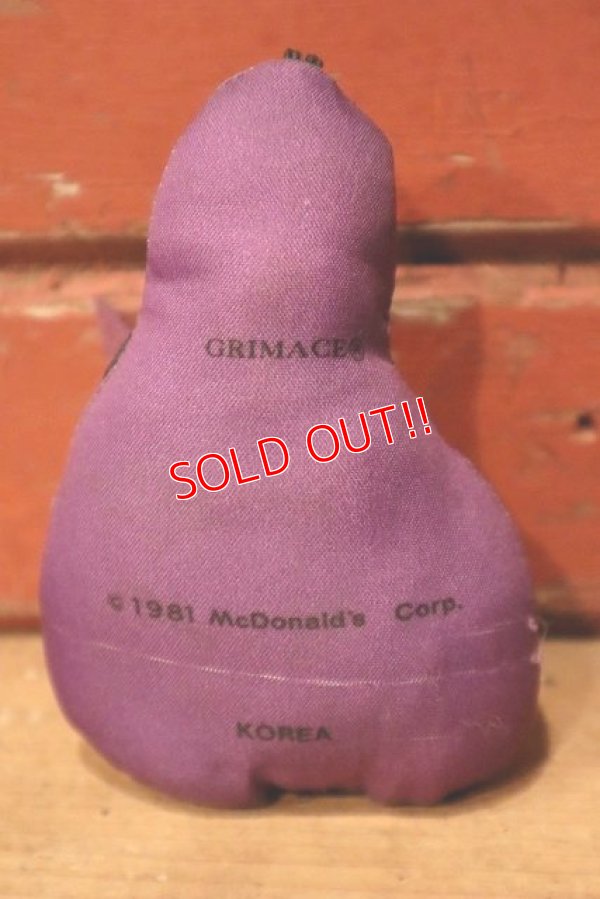 GRIMACE®
SOLD OUT!!
© 1981 McDonald's Corp.
KOREA